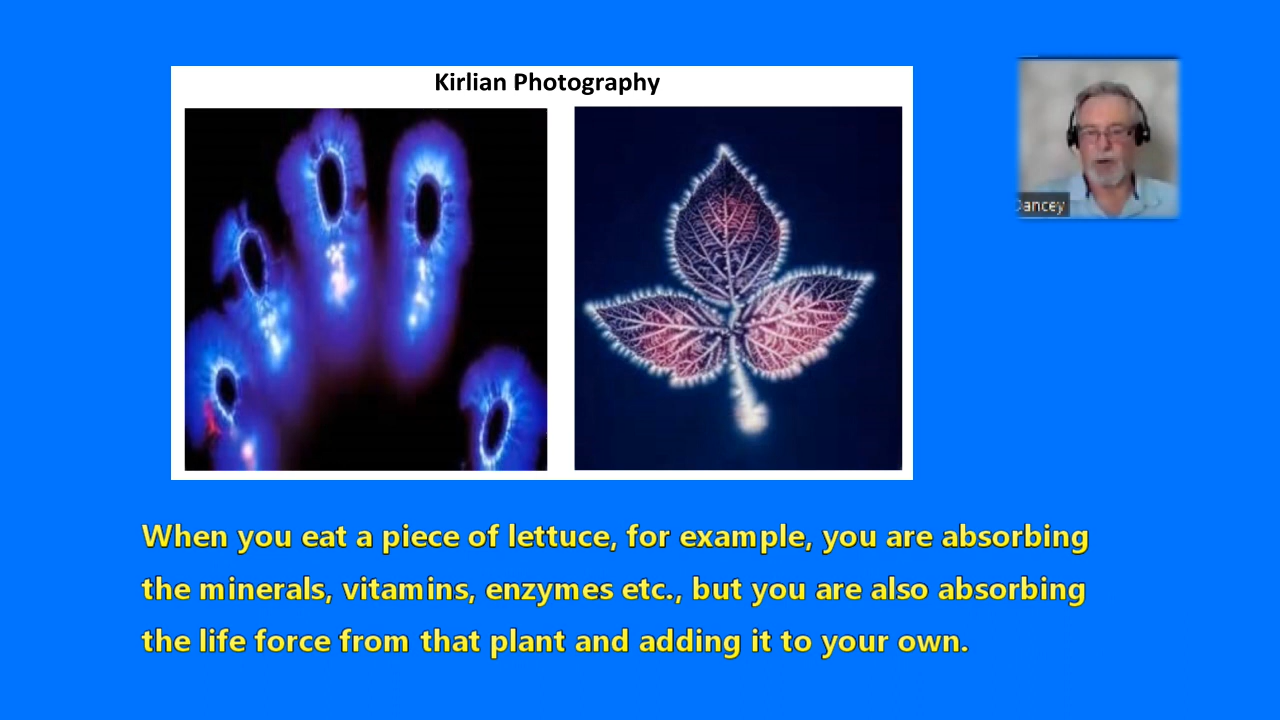 Kirlian Photography
Dancey
When you eat a piece of lettuce, for example, you are absorbing
the minerals, vitamins, enzymes etc., but you are also absorbing
the life force from that plant and adding it to your own.